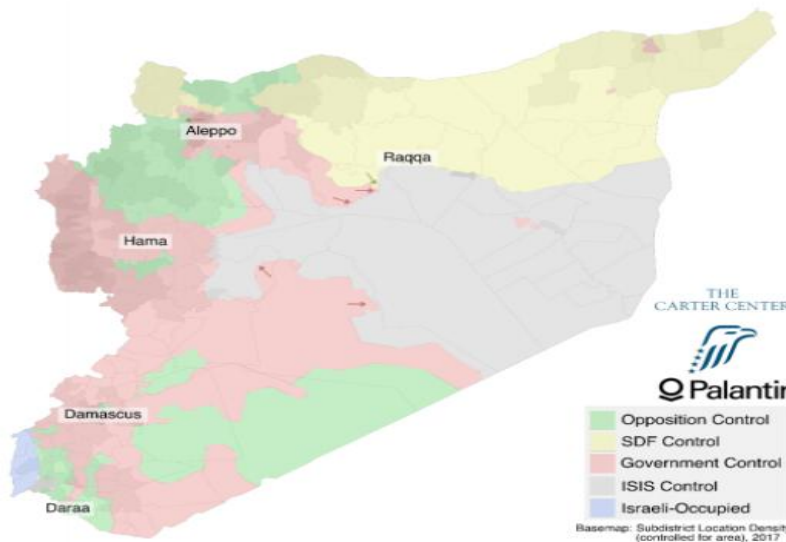 Aleppo
Raqqa
Hama
THE
CARTER CENTER
Palantir
Damascus
Opposition Control
SDF Control
Government Control
ISIS Control
Daraa
Israeli-Occupied
Basemap: Subdistrict Location Density
(controlled for area), 2017